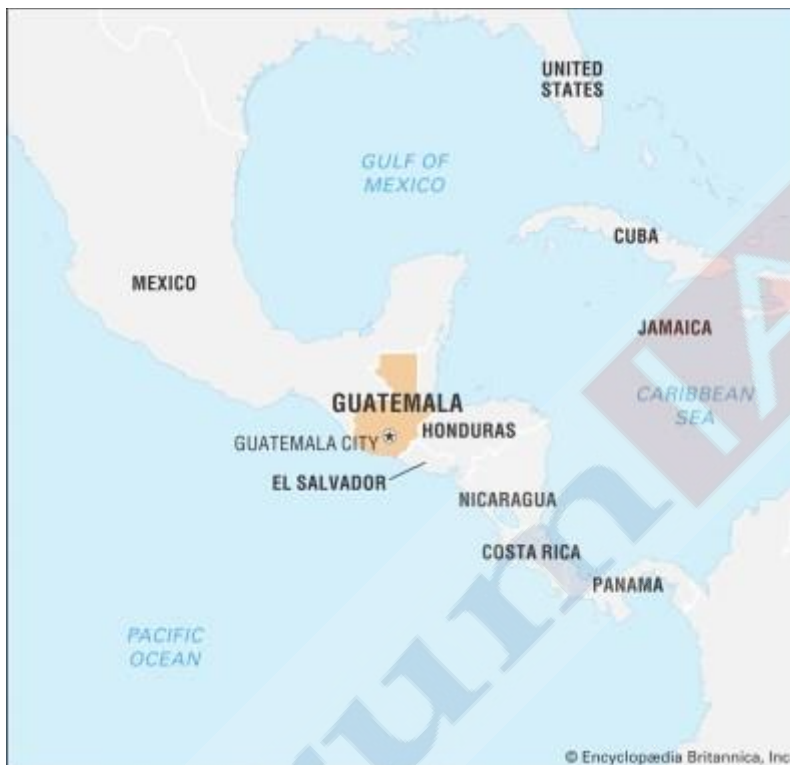 UNITED
STATES
GULF OF
MEXICO
CUBA
MEXICO
JAMAICA
CARIBBEAN
SEA
GUATEMALA
HONDURAS
GUATEMALA CITY
EL SALVADOR
NICARAGUA
COSTA RICA
PANAMA
PACIFIC
OCEAN
© Encyclopædia Britannica, Inc